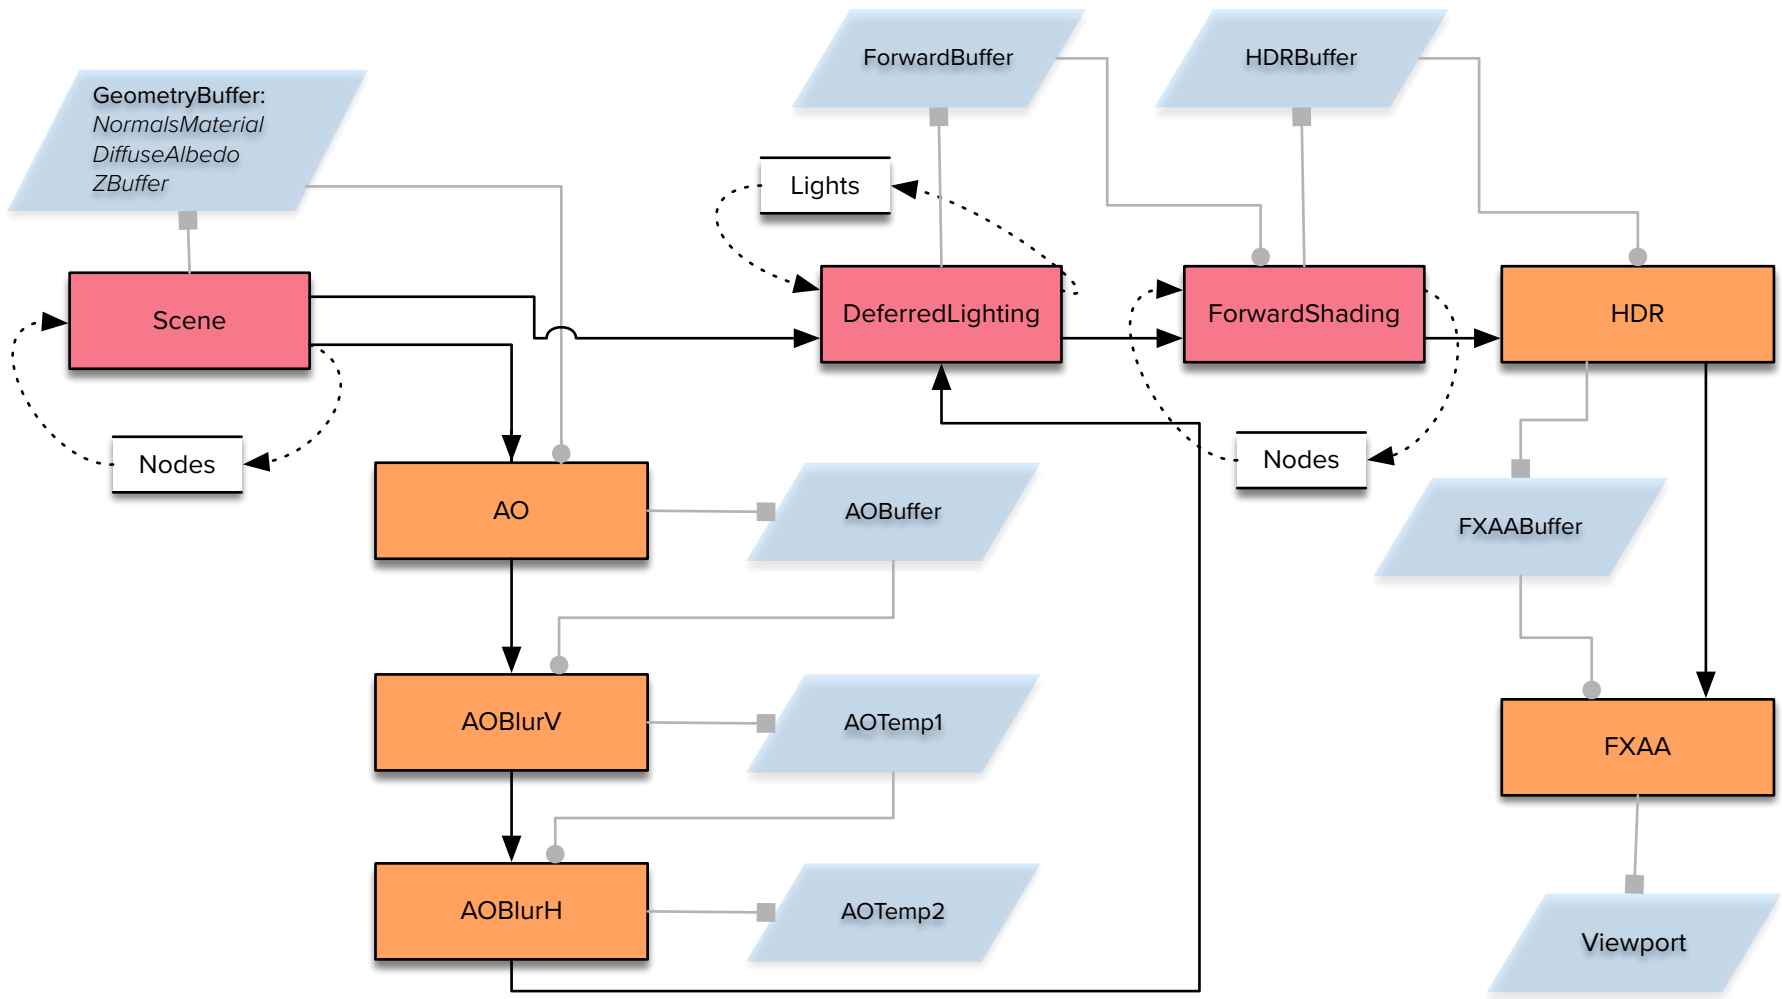 ForwardBuffer
HDRBuffer
GeometryBuffer:
NormalsMaterial
DiffuseAlbedo
ZBuffer
Lights
Scene
DeferredLighting
ForwardShading
HDR
Nodes
Nodes
AO
AOBuffer
FXAABuffer
AOBlurV
AOTemp1
FXAA
AOBlurH
AOTemp2
Viewport